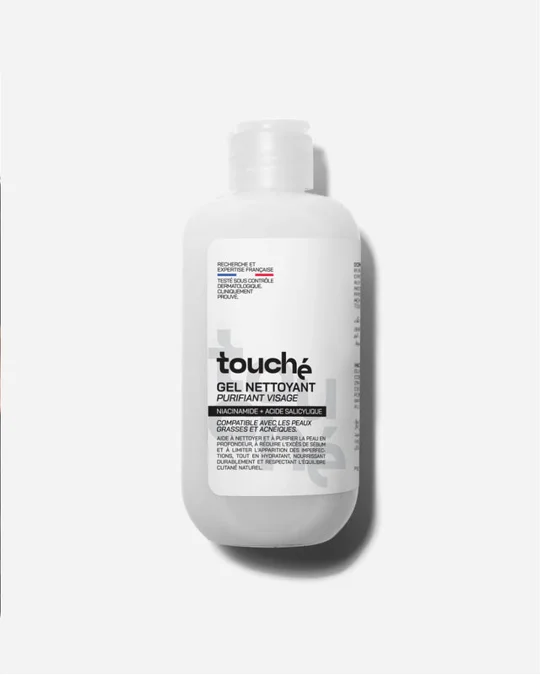 RECHERCHE ET
EXPERTISE FRANÇAISE
TESTÉ SOUS CONTRÔLE
DERMATOLOGIQUE.
CLINIQUEMENT
PROUVÉ.
touché
GEL NETTOYANT
PURIFIANT VISAGE
NIACINAMIDE + ACIDE SALICYLIQUE
COMPATIBLE AVEC LES PEAUX
GRASSES ET ACNÉIQUES.
AIDE À NETTOYER ET À PURIFIER LA PEAU EN
PROFONDEUR, À RÉDUIRE L'EXCÈS DE SÉBUM
ET À LIMITER L'APPARITION DES IMPERFEC-
TIONS, TOUT EN HYDRATANT, NOURRISSANT
DURABLEMENT ET RESPECTANT L'ÉQUILIBRE
CUTANÉ NATUREL.